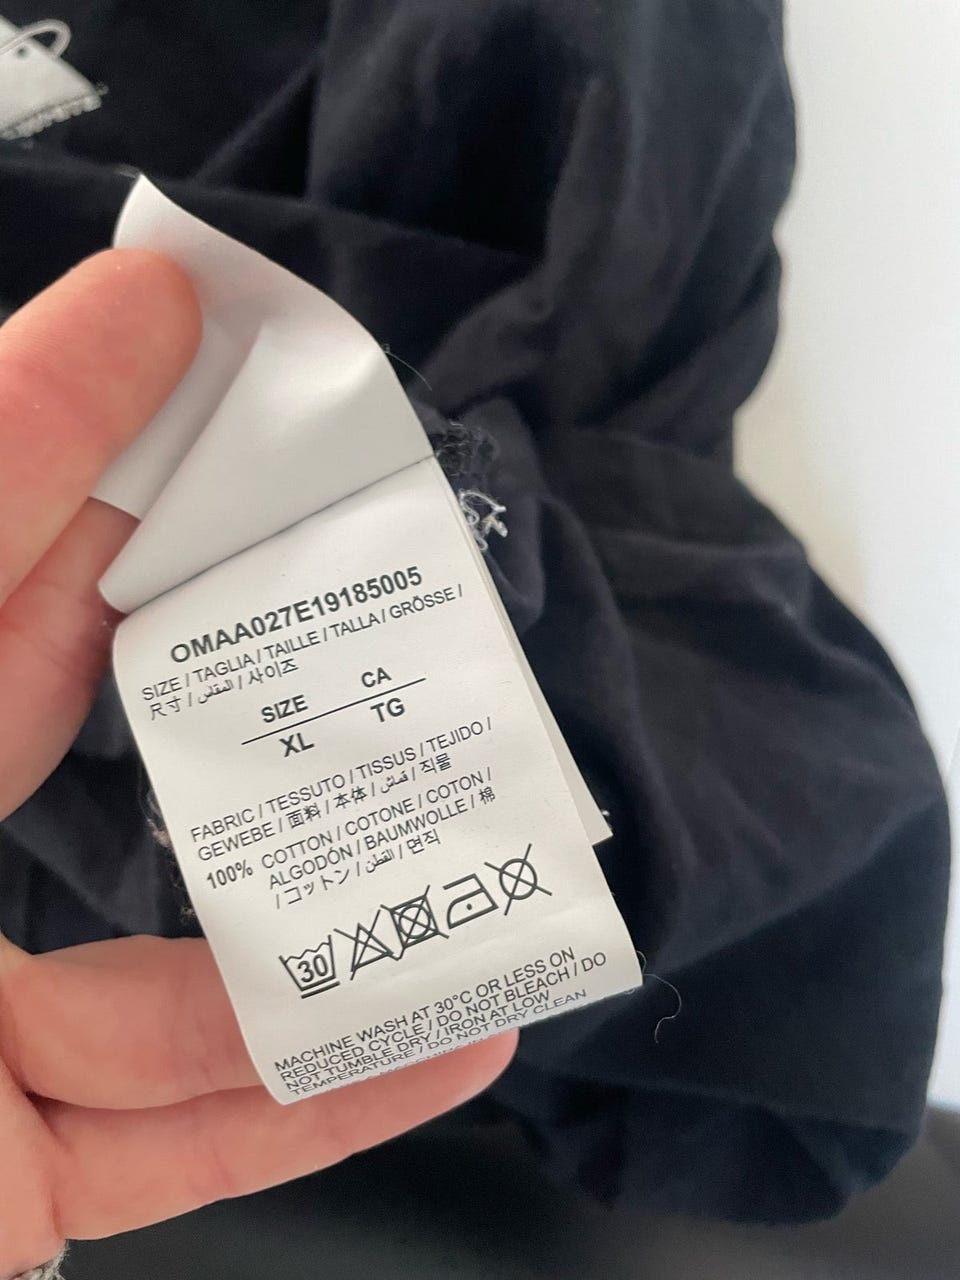 OMAA027E19185005
SIZE / TAGLIA / TAILLE / TALLA / GRÖSSE /
尺寸 / المقاس / 사이즈
SIZE CA
XL TG
FABRIC / TESSUTO / TISSUS / TEJIDO /
GEWEBE / 面料 / 本体 / قماش / 직물
100% COTTON / COTONE / COTON /
ALGODÓN / BAUMWOLLE / 棉
/ コットン / القطن / 면직
30
MACHINE WASH AT 30°C OR LESS ON
REDUCED CYCLE / DO NOT BLEACH / DO
NOT TUMBLE DRY / IRON AT LOW
TEMPERATURE / DO NOT DRY CLEAN